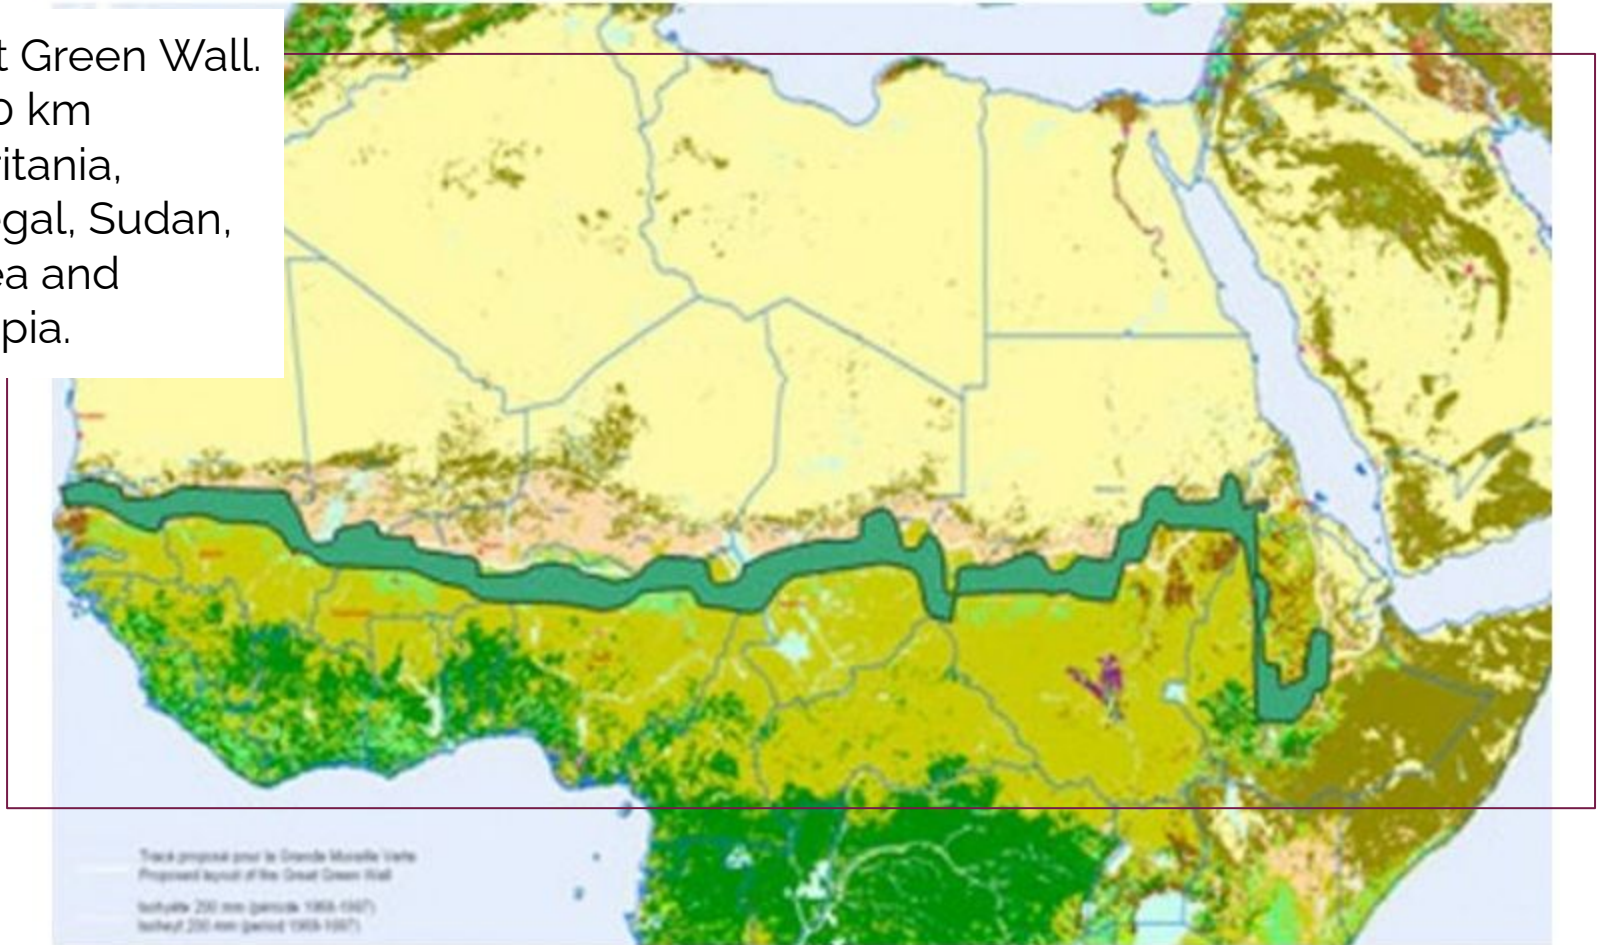 t Green Wall.
0 km
itania,
gal, Sudan,
ea and
pia.
Tracé proposé pour la Grande Muraille Verte
Proposed layout of the Great Green Wall
Isohyète 200 mm (période 1968-1997)
Isohyet 200 mm (period 1968-1997)